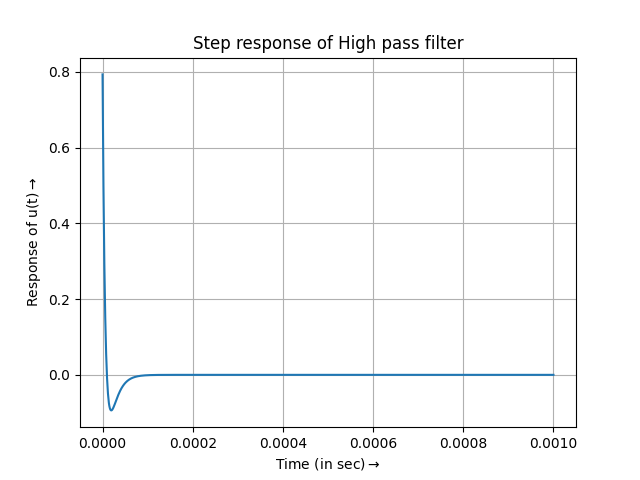 Step response of High pass filter
Response of u(t)→
0.8
0.6
0.4
0.2
0.0
0.0000 0.0002 0.0004 0.0006 0.0008 0.0010
Time (in sec)→